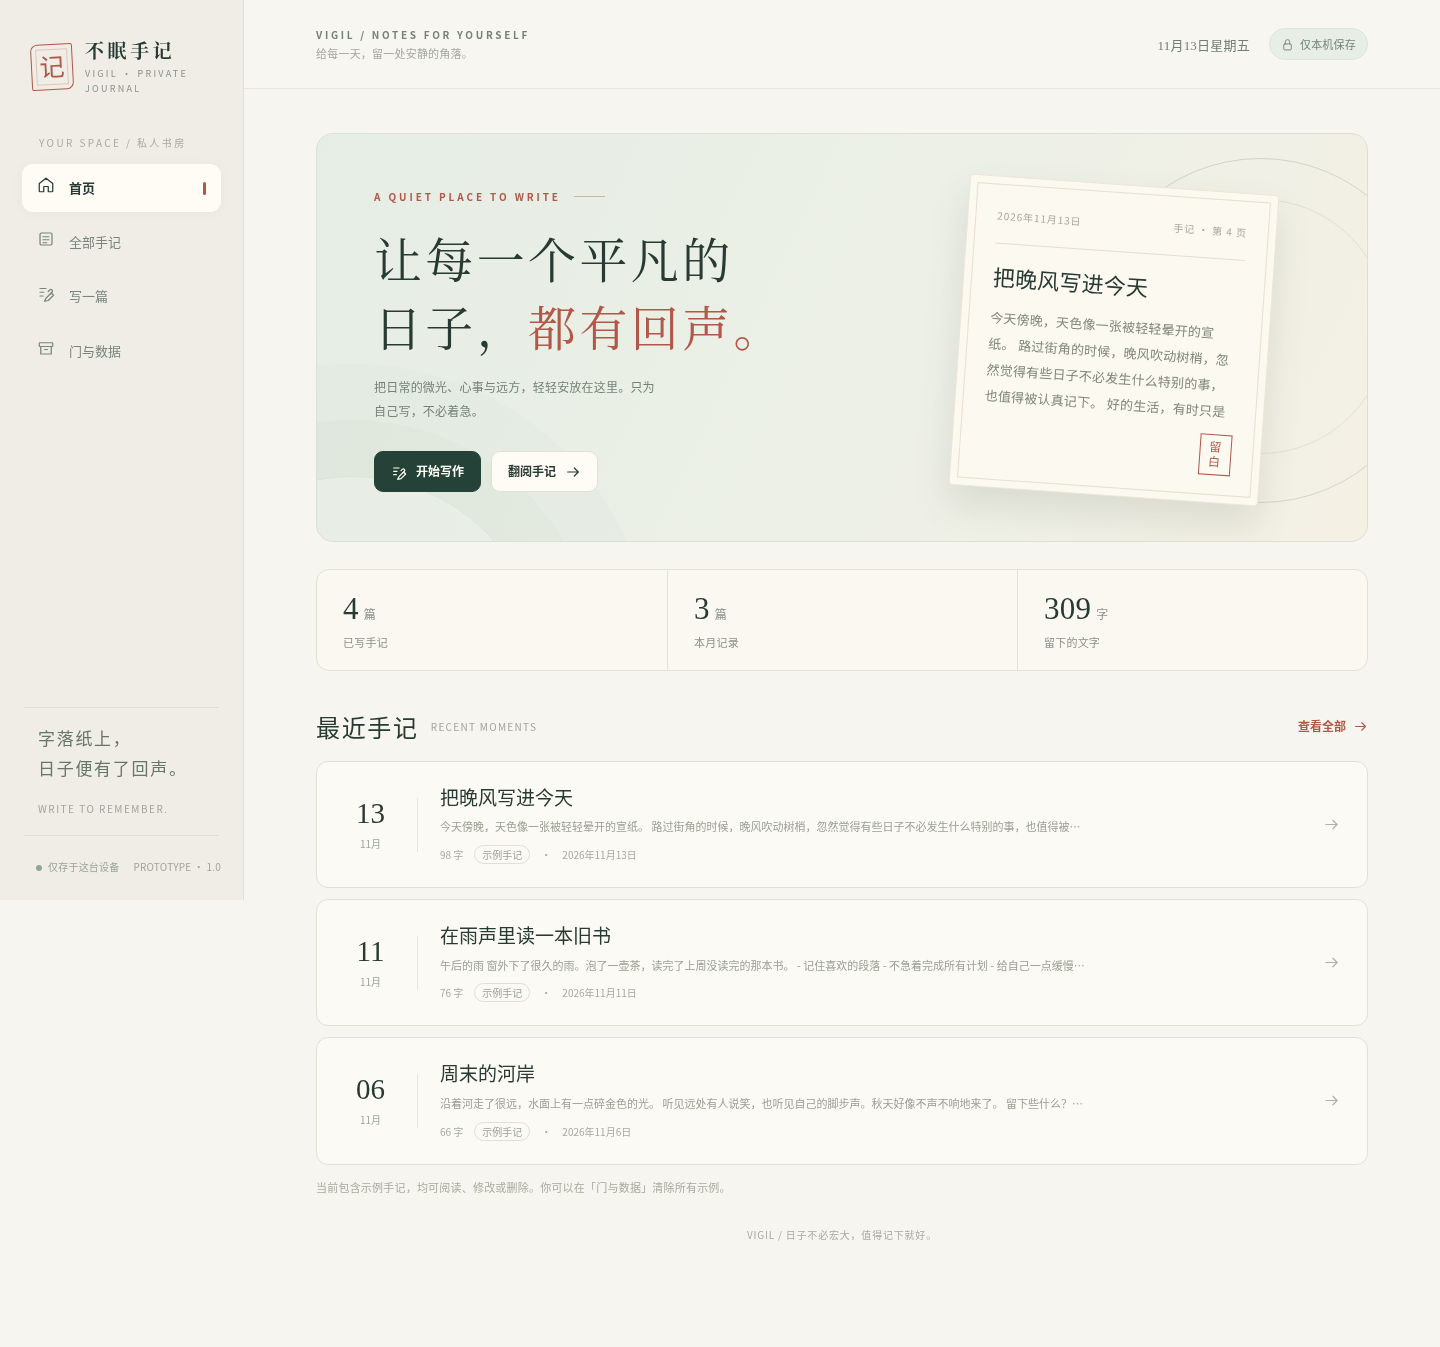 记
不眠手记
VIGIL · PRIVATE
JOURNAL
YOUR SPACE / 私人书房
首页
全部手记
写一篇
门与数据
字落纸上，
日子便有了回声。
WRITE TO REMEMBER.
仅存于这台设备 PROTOTYPE · 1.0
VIGIL / NOTES FOR YOURSELF
给每一天，留一处安静的角落。
11月13日星期五
仅本机保存
A QUIET PLACE TO WRITE
让每一个平凡的
日子，都有回声。
把日常的微光、心事与远方，轻轻安放在这里。只为
自己写，不必着急。
开始写作
翻阅手记
2026年11月13日
手记 · 第 4 页
把晚风写进今天
今天傍晚，天色像一张被轻轻晕开的宣
纸。 路过街角的时候，晚风吹动树梢，忽
然觉得有些日子不必发生什么特别的事，
也值得被认真记下。 好的生活，有时只是
留
白
4 篇
已写手记
3 篇
本月记录
309 字
留下的文字
最近手记 RECENT MOMENTS
查看全部
13
11月
把晚风写进今天
今天傍晚，天色像一张被轻轻晕开的宣纸。 路过街角的时候，晚风吹动树梢，忽然觉得有些日子不必发生什么特别的事，也值得被…
98 字 示例手记 · 2026年11月13日
11
11月
在雨声里读一本旧书
午后的雨 窗外下了很久的雨。泡了一壶茶，读完了上周没读完的那本书。 - 记住喜欢的段落 - 不急着完成所有计划 - 给自己一点缓慢…
76 字 示例手记 · 2026年11月11日
06
11月
周末的河岸
沿着河走了很远，水面上有一点碎金色的光。 听见远处有人说笑，也听见自己的脚步声。秋天好像不声不响地来了。 留下些什么？…
66 字 示例手记 · 2026年11月6日
当前包含示例手记，均可阅读、修改或删除。你可以在「门与数据」清除所有示例。
VIGIL / 日子不必宏大，值得记下就好。